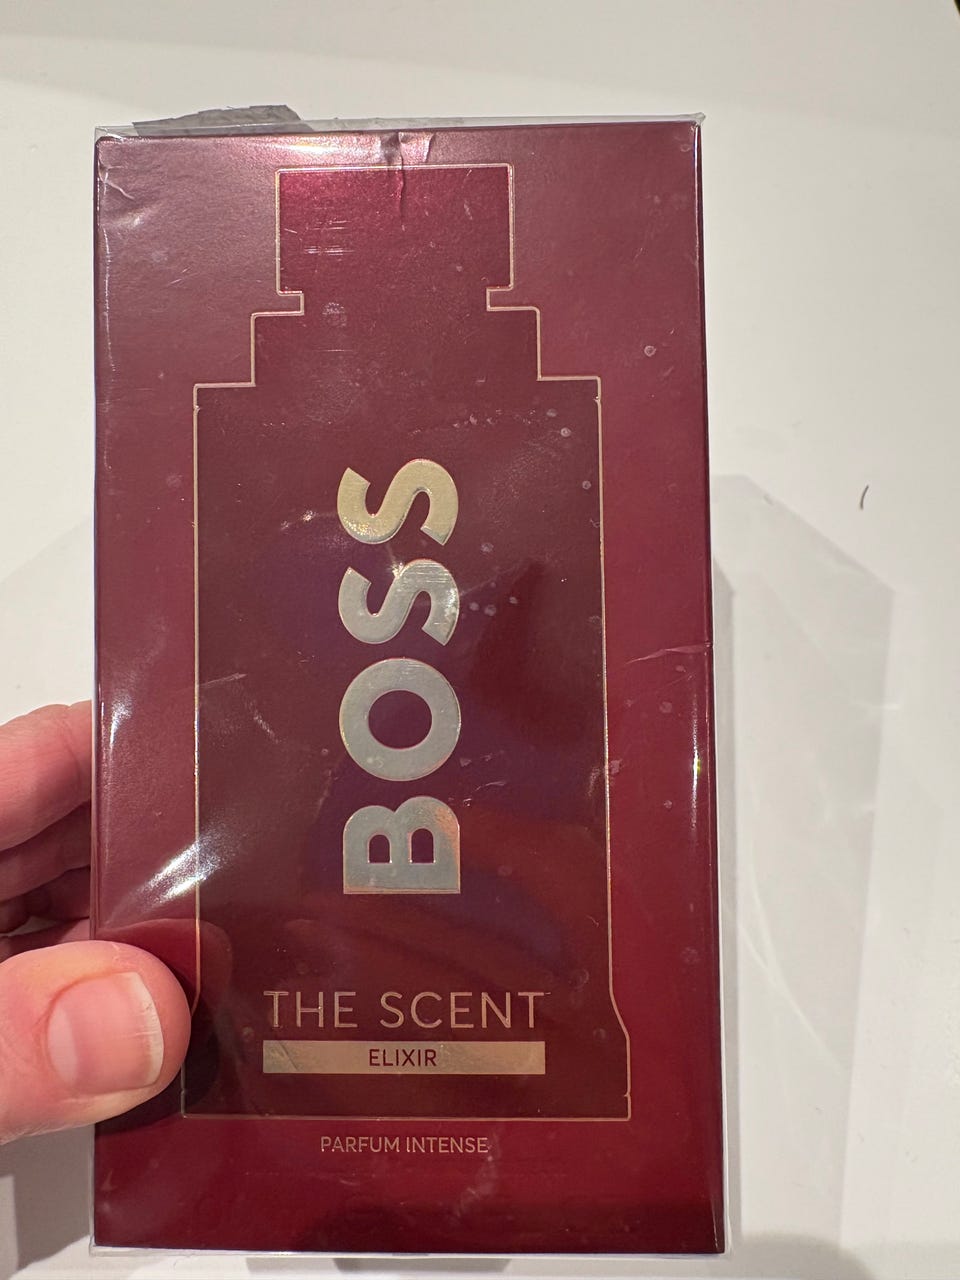 BOSS
THE SCENT
ELIXIR
PARFUM INTENSE